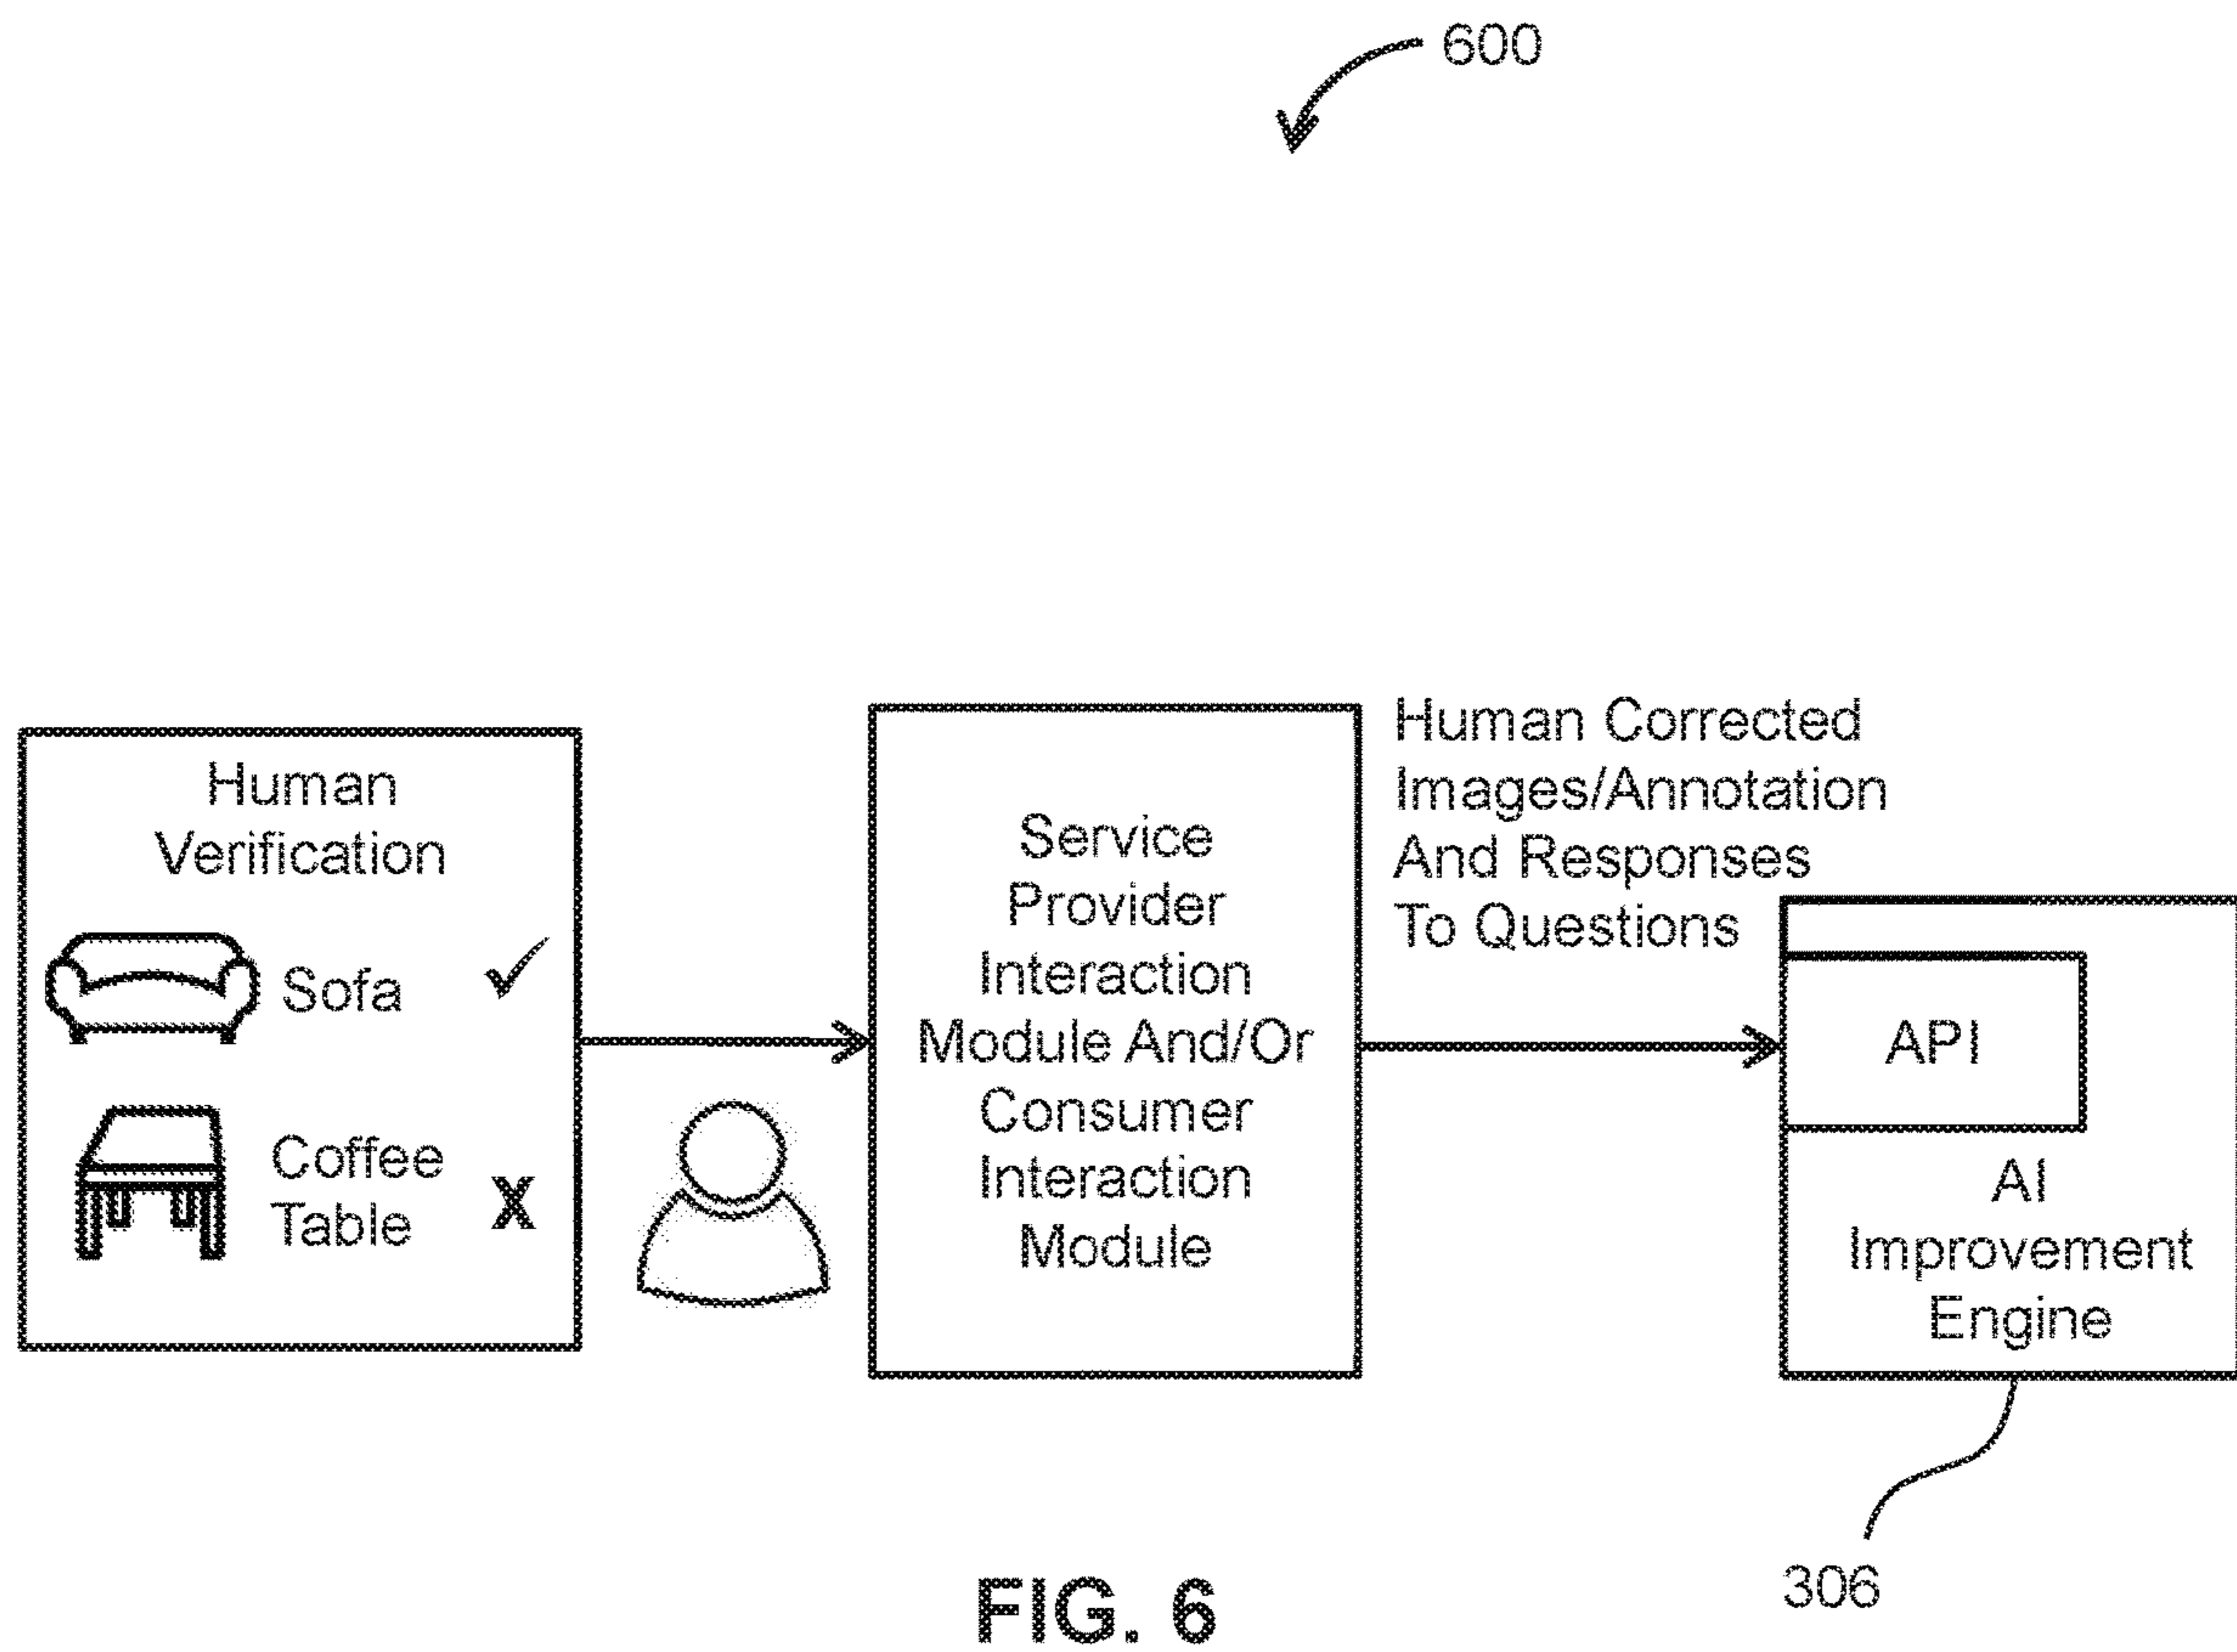 600
Human
Verification
Sofa
Coffee
Table
X
Service
Provider
Interaction
Module And/Or
Consumer
Interaction
Module
Human Corrected
Images/Annotation
And Responses
To Questions
API
AI
Improvement
Engine
306
FIG. 6